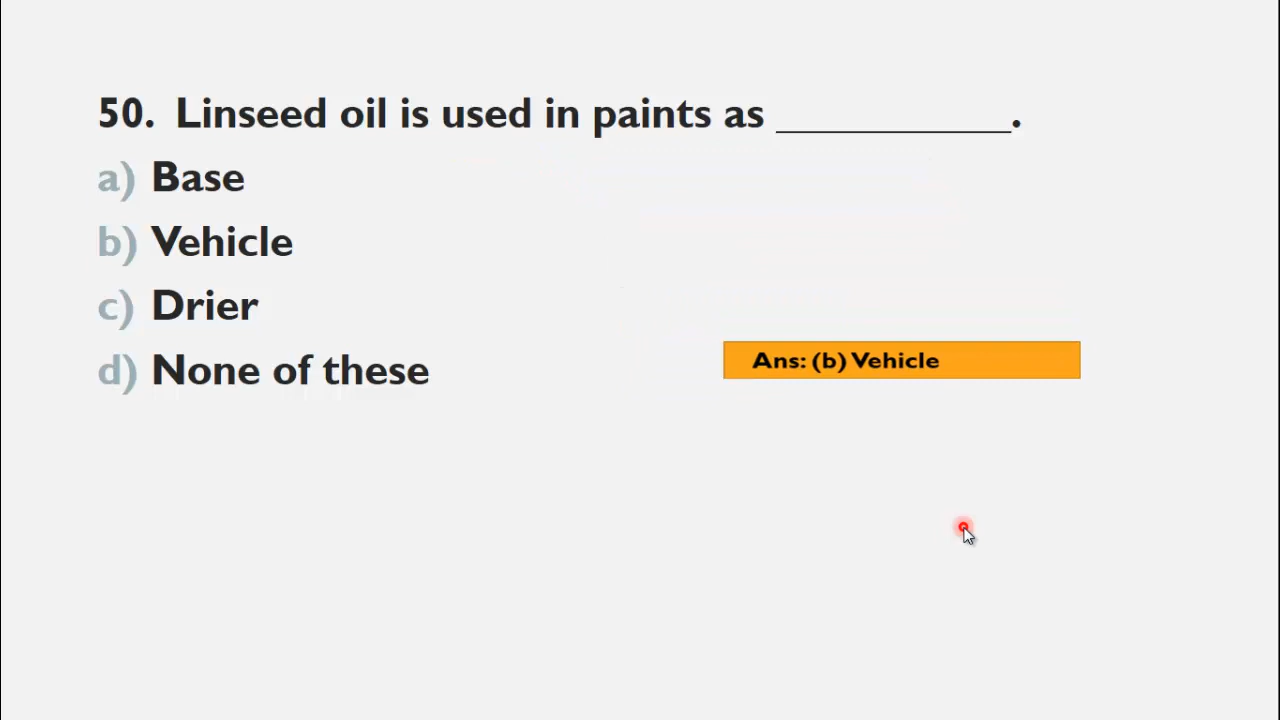 50. Linseed oil is used in paints as ___________.
a) Base
b) Vehicle
c) Drier
d) None of these
Ans: (b) Vehicle